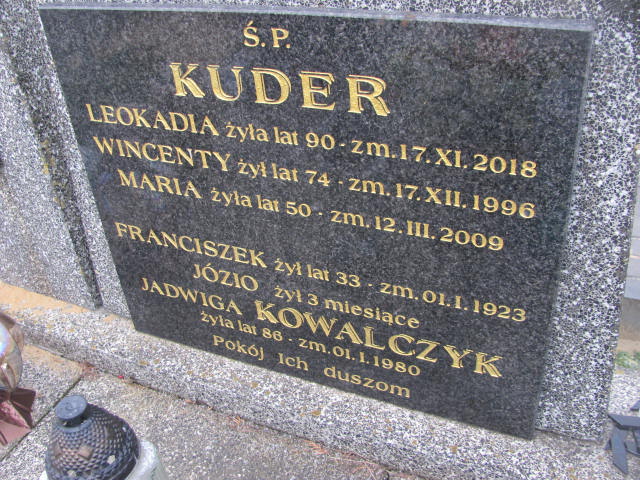 Ś.P.
KUDER
LEOKADIA żyła lat 90 - zm. 17. XI. 2018
WINCENTY żył lat 74 - zm. 17. XII. 1996
MARIA żyła lat 50 - zm. 12. III. 2009
FRANCISZEK żył lat 33 - zm. 01. I. 1923
JÓZIO żył 3 miesiące
JADWIGA KOWALCZYK
żyła lat 86 - zm. 01. I. 1980
Pokój Ich duszom